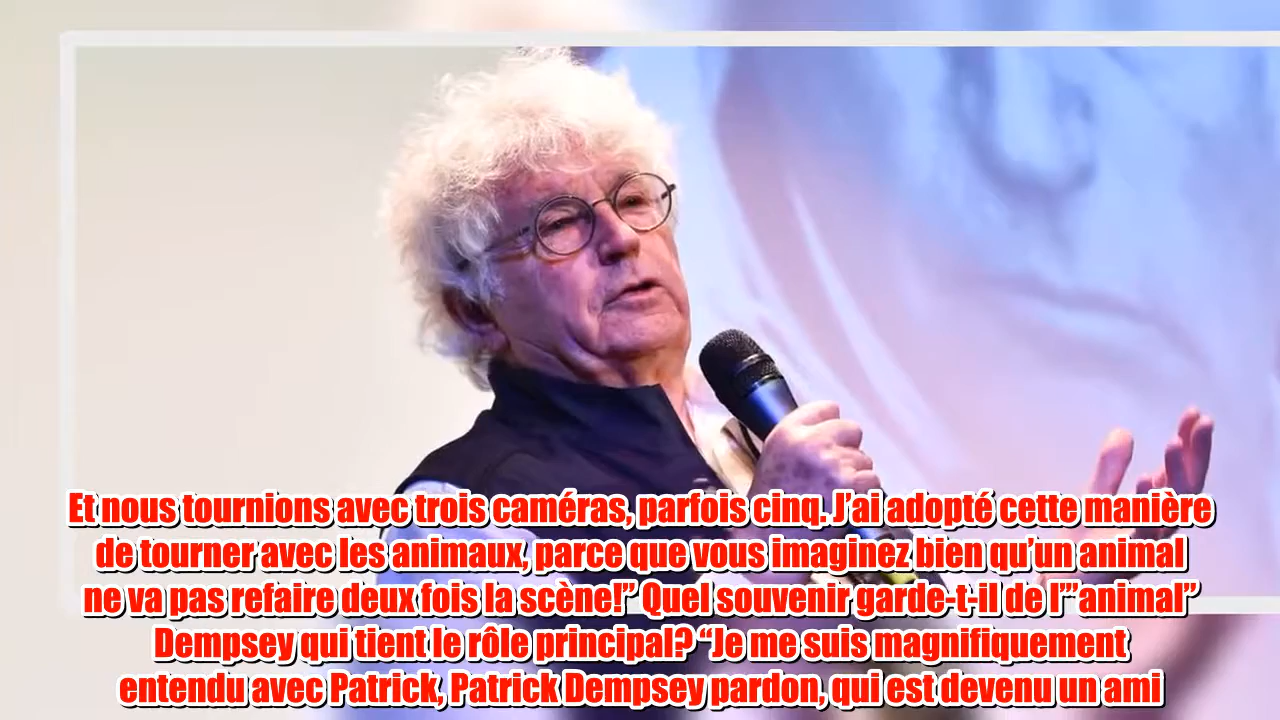 Et nous tournions avec trois caméras, parfois cinq. J’ai adopté cette manière
de tourner avec les animaux, parce que vous imaginez bien qu’un animal
ne va pas refaire deux fois la scène!” Quel souvenir garde-t-il de l’”animal”
Dempsey qui tient le rôle principal? “Je me suis magnifiquement
entendu avec Patrick, Patrick Dempsey pardon, qui est devenu un ami